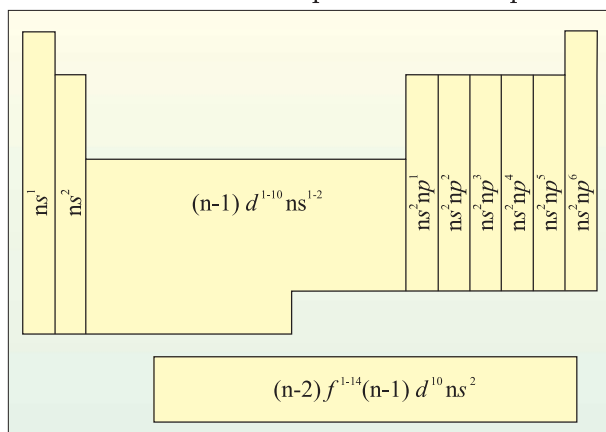 ns¹
ns²
(n-1) d¹⁻¹⁰ ns¹⁻²
ns²np¹
ns²np²
ns²np³
ns²np⁴
ns²np⁵
ns²np⁶
(n-2) f¹⁻¹⁴(n-1) d¹⁰ ns²